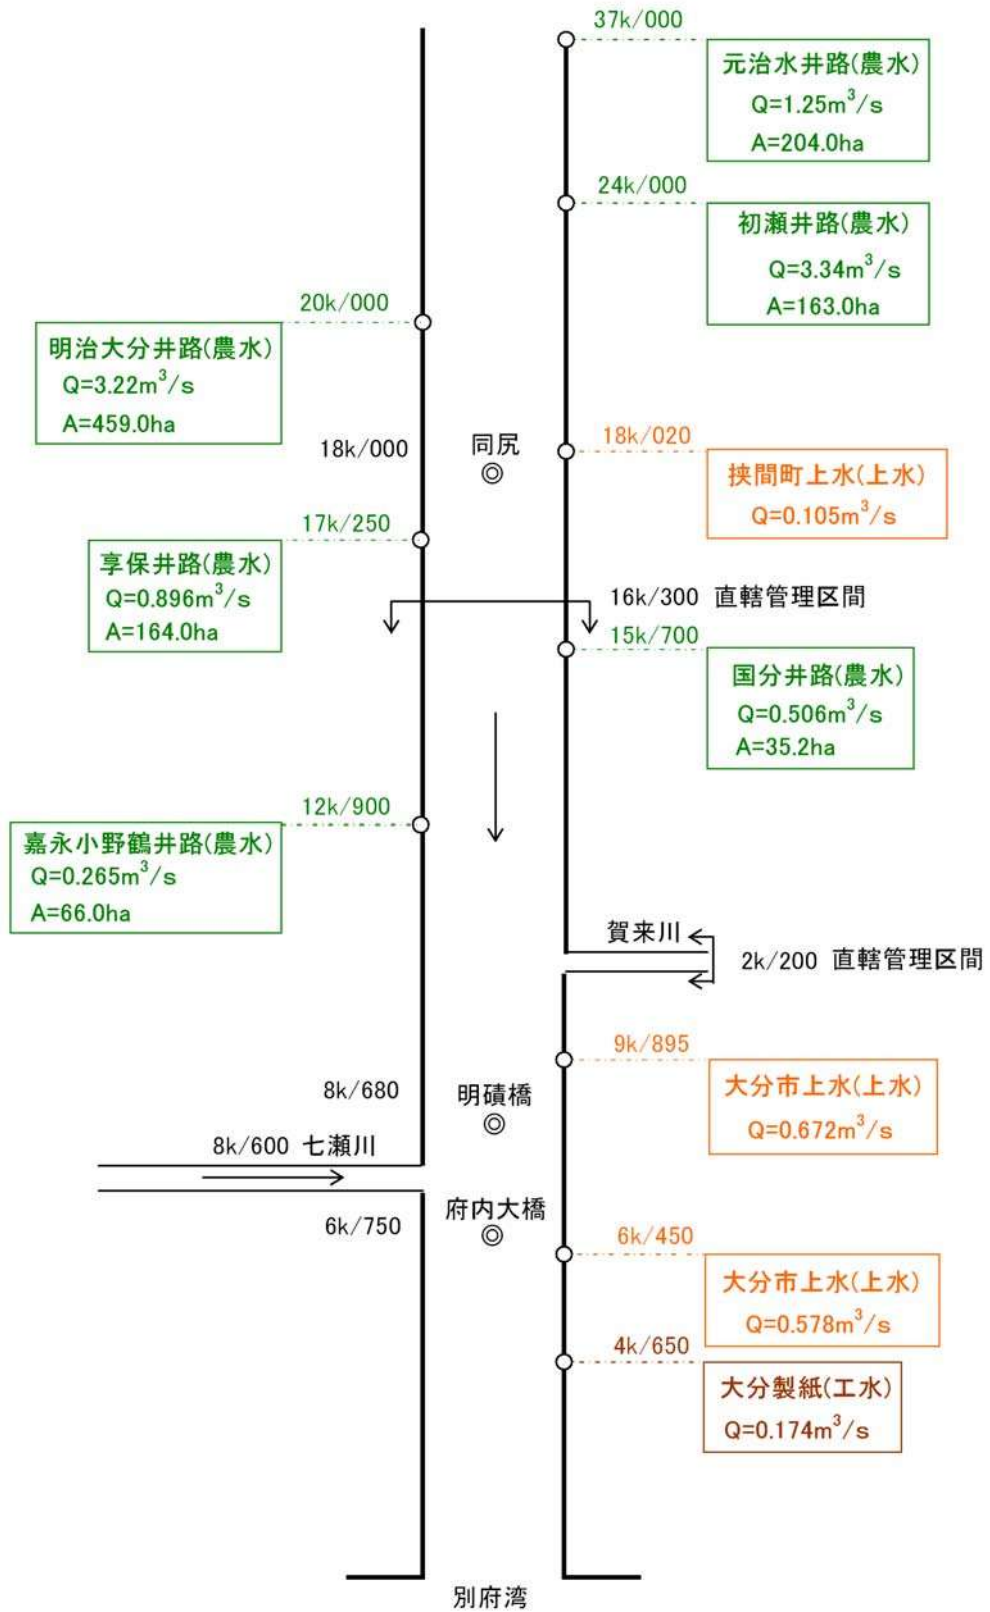 37k/000
元治水井路(農水)
Q=1.25m³/s
A=204.0ha
24k/000
初瀬井路(農水)
Q=3.34m³/s
A=163.0ha
20k/000
明治大分井路(農水)
Q=3.22m³/s
A=459.0ha
18k/000
同尻
◎
18k/020
挾間町上水(上水)
Q=0.105m³/s
17k/250
享保井路(農水)
Q=0.896m³/s
A=164.0ha
16k/300 直轄管理区間
15k/700
国分井路(農水)
Q=0.506m³/s
A=35.2ha
12k/900
嘉永小野鶴井路(農水)
Q=0.265m³/s
A=66.0ha
賀来川
2k/200 直轄管理区間
9k/895
大分市上水(上水)
Q=0.672m³/s
8k/680
明磧橋
◎
8k/600 七瀬川
6k/750
府内大橋
◎
6k/450
大分市上水(上水)
Q=0.578m³/s
4k/650
大分製紙(工水)
Q=0.174m³/s
別府湾